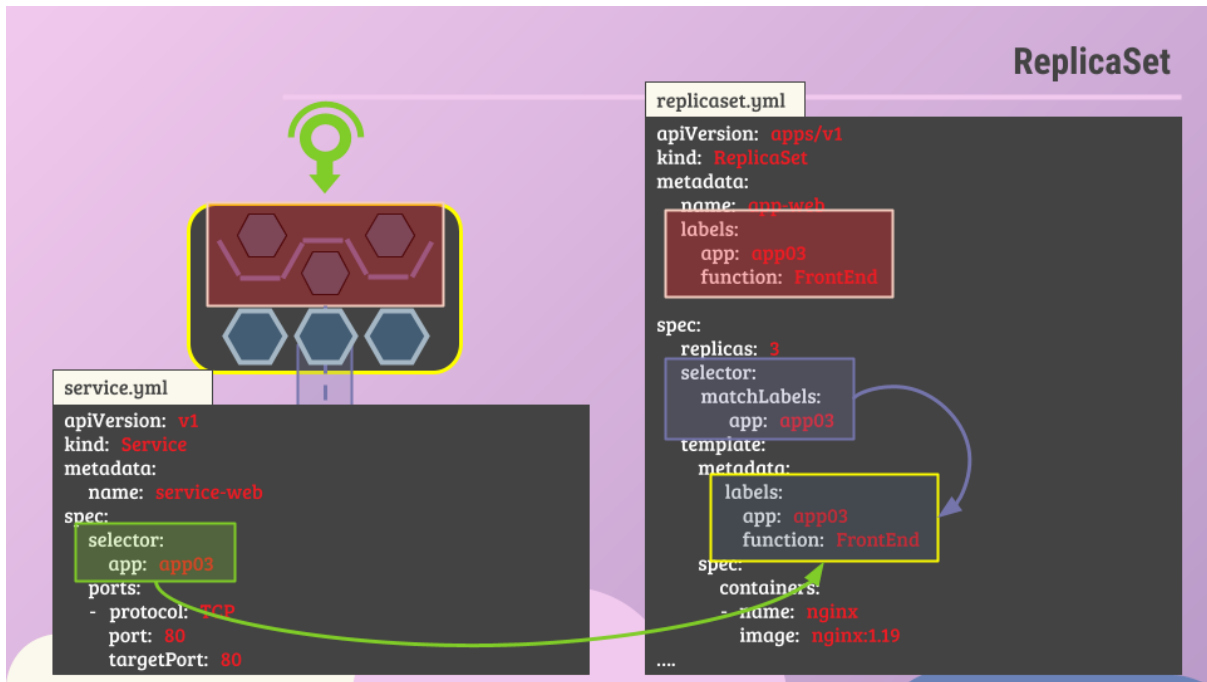 ReplicaSet
service.yml
apiVersion: v1
kind: Service
metadata:
name: service-web
spec:
selector:
app: app03
ports:
- protocol: TCP
port: 80
targetPort: 80
replicaset.yml
apiVersion: apps/v1
kind: ReplicaSet
metadata:
name: app-web
labels:
app: app03
function: FrontEnd
spec:
replicas: 3
selector:
matchLabels:
app: app03
template:
metadata:
labels:
app: app03
function: FrontEnd
spec:
containers:
- name: nginx
image: nginx:1.19
....